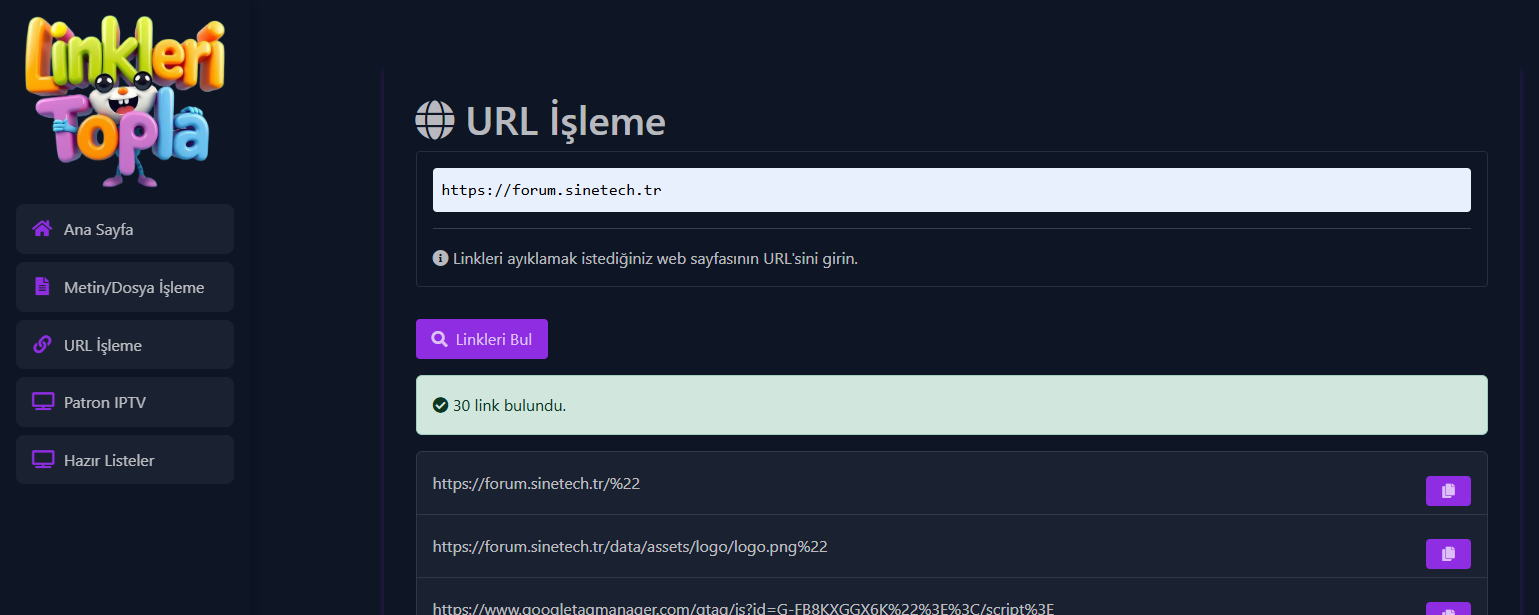 Linkleri
Topla
Ana Sayfa
Metin/Dosya İşleme
URL İşleme
Patron IPTV
Hazır Listeler
URL İşleme
https://forum.sinetech.tr
Linkleri ayıklamak istediğiniz web sayfasının URL'sini girin.
Linkleri Bul
30 link bulundu.
https://forum.sinetech.tr/%22
https://forum.sinetech.tr/data/assets/logo/logo.png%22
https://www.googletagmanager.com/gtag/js?id=G-FB8KXGGX6K%22%3E%3C/script%3E